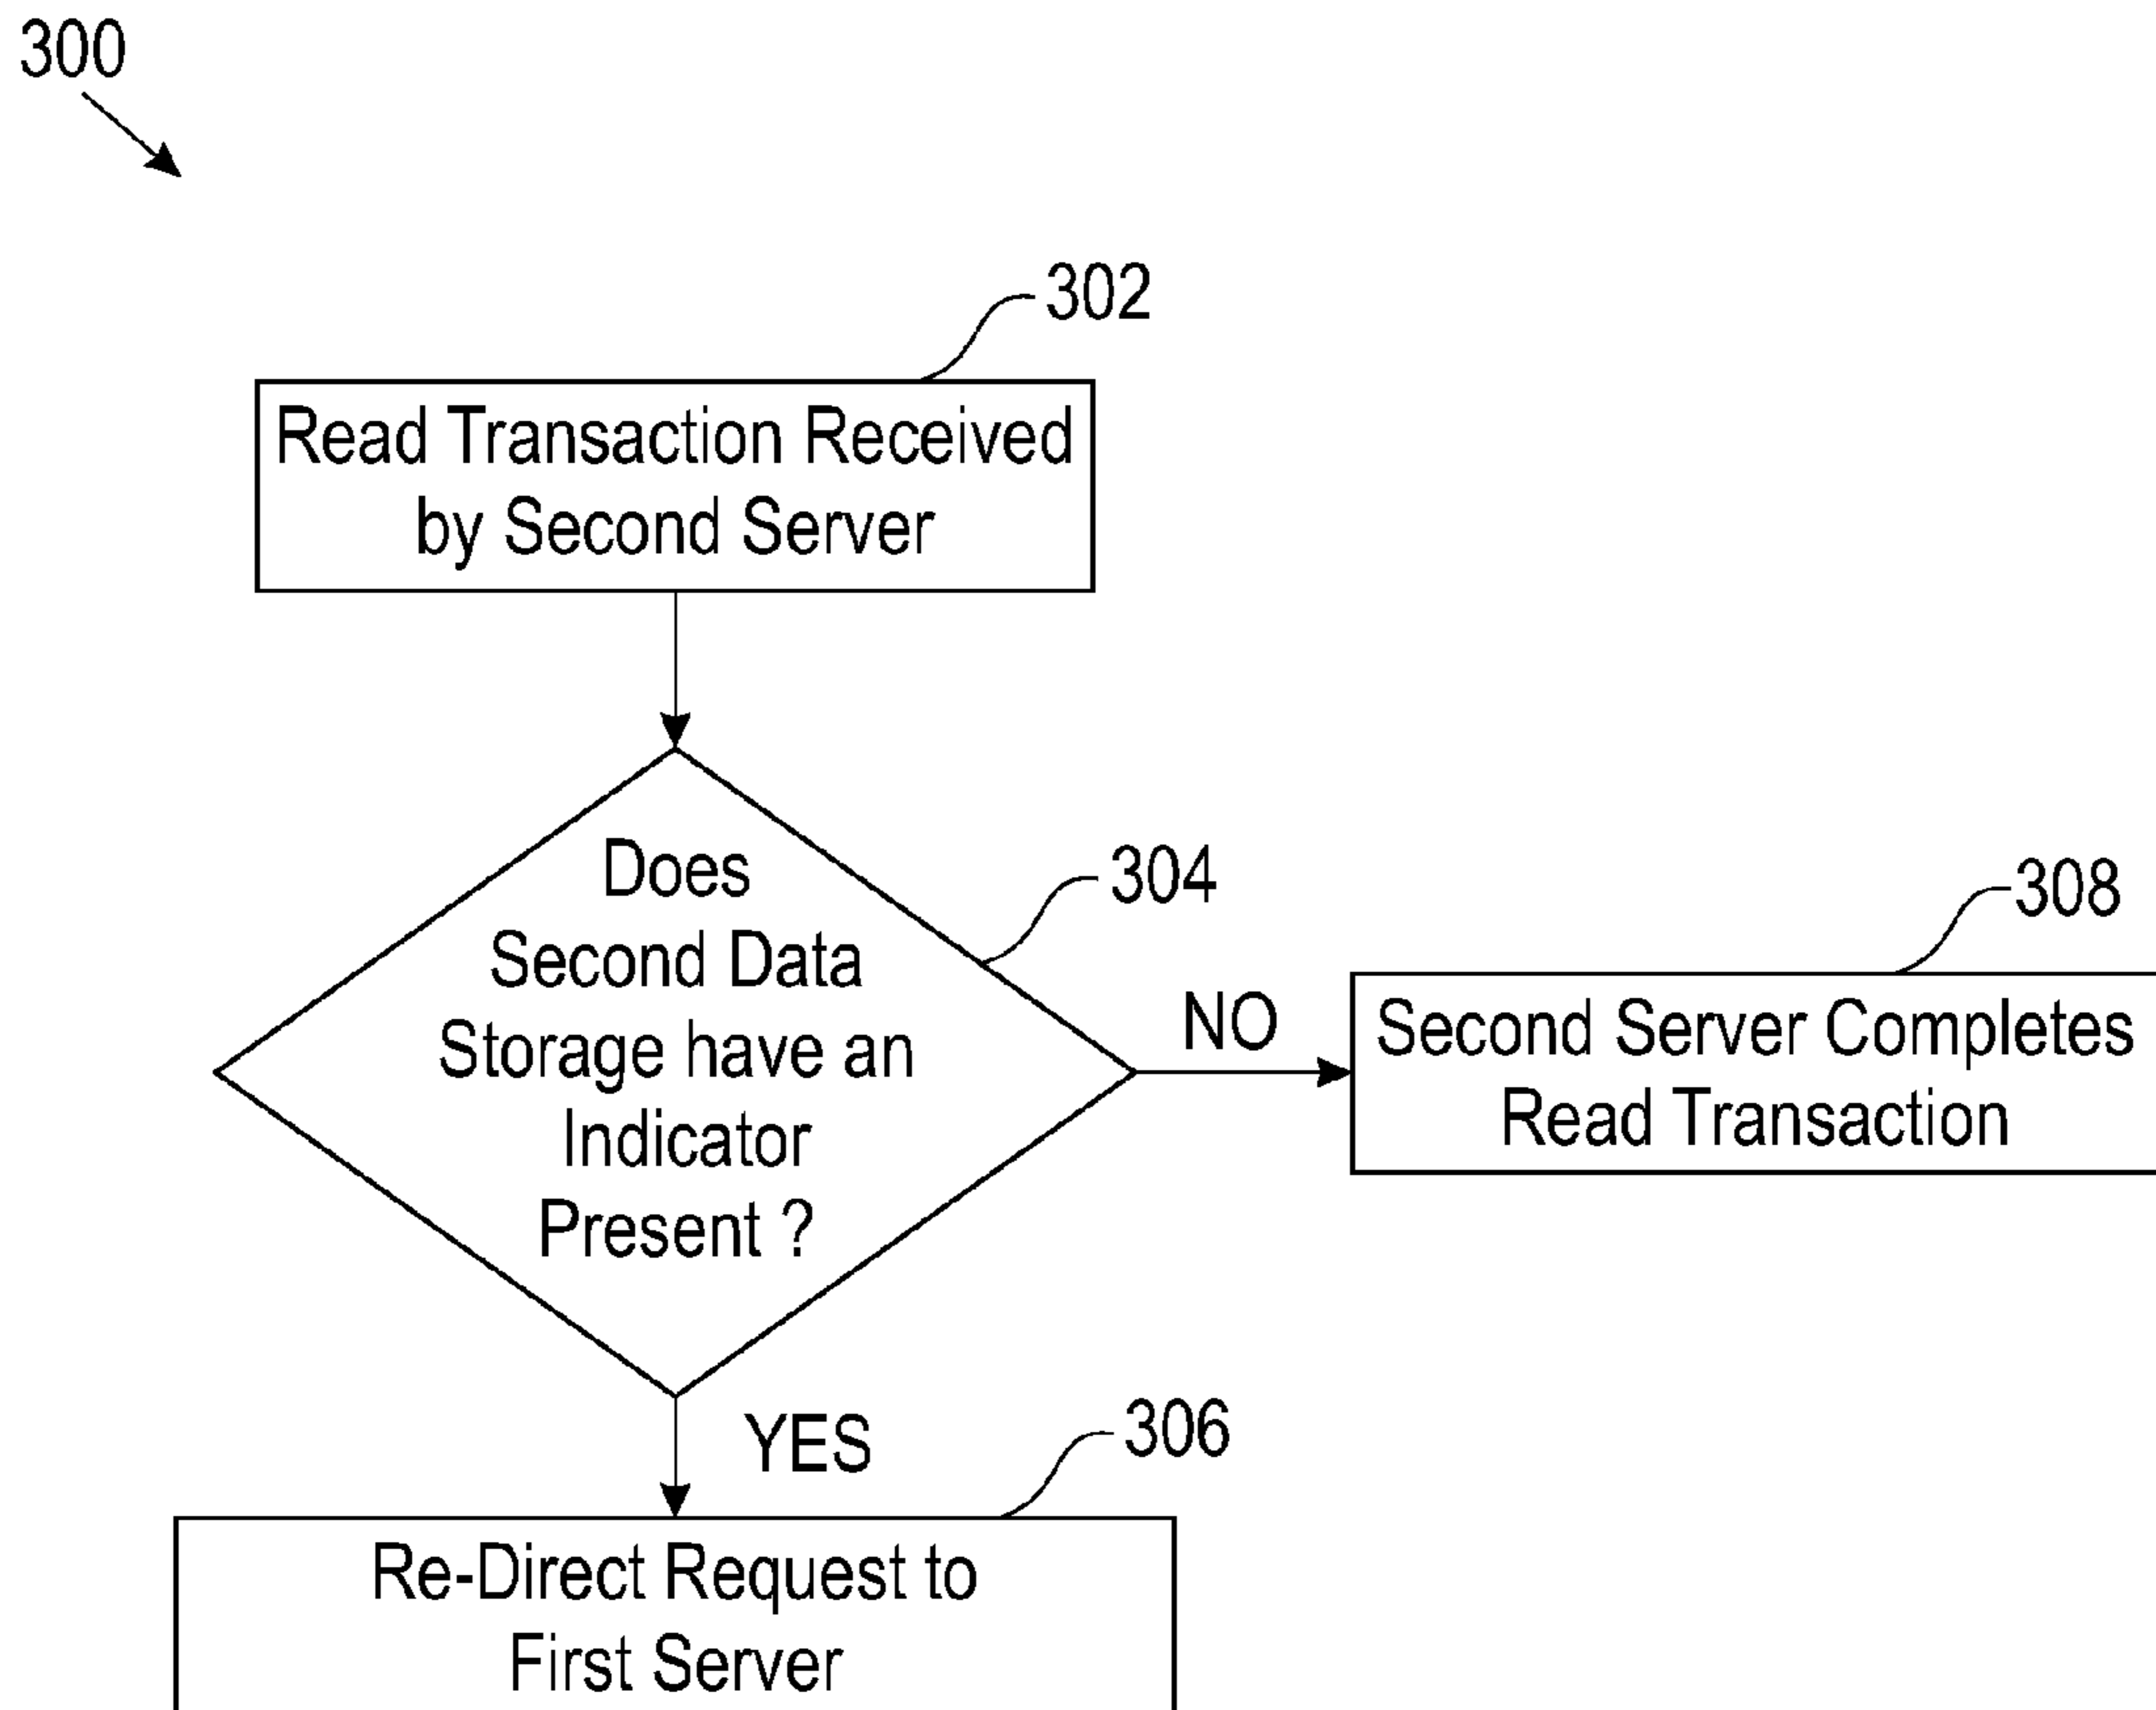 300
302
Read Transaction Received
by Second Server
304
Does
Second Data
Storage have an
Indicator
Present ?
NO
308
Second Server Completes
Read Transaction
YES
306
Re-Direct Request to
First Server